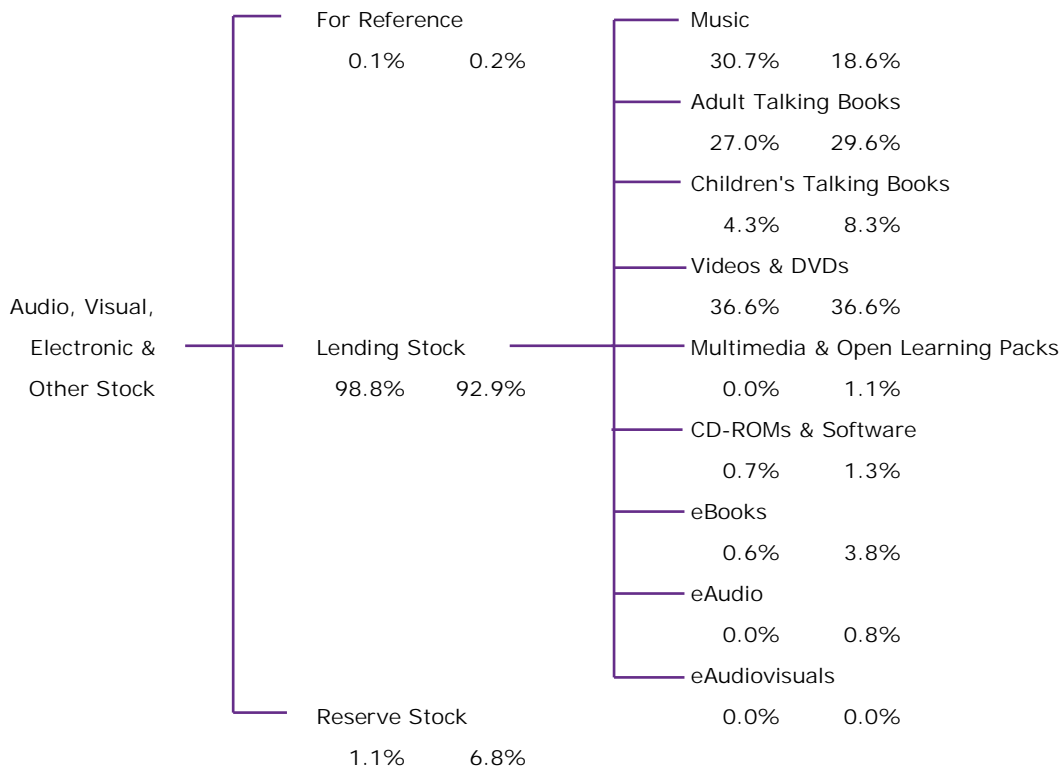 For Reference
0.1% 0.2%
Audio, Visual,
Electronic &
Other Stock
Lending Stock
98.8% 92.9%
Reserve Stock
1.1% 6.8%
Music
30.7% 18.6%
Adult Talking Books
27.0% 29.6%
Children's Talking Books
4.3% 8.3%
Videos & DVDs
36.6% 36.6%
Multimedia & Open Learning Packs
0.0% 1.1%
CD-ROMs & Software
0.7% 1.3%
eBooks
0.6% 3.8%
eAudio
0.0% 0.8%
eAudiovisuals
0.0% 0.0%